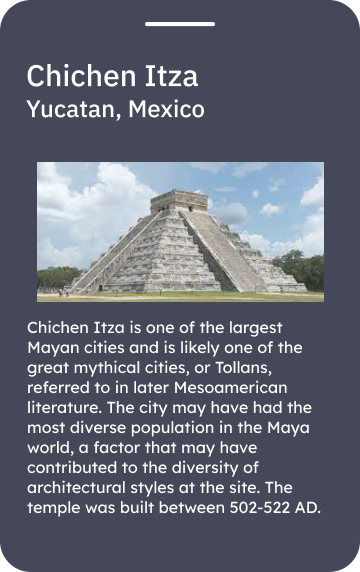 Chichen Itza
Yucatan, Mexico
Chichen Itza is one of the largest
Mayan cities and is likely one of the
great mythical cities, or Tollans,
referred to in later Mesoamerican
literature. The city may have had the
most diverse population in the Maya
world, a factor that may have
contributed to the diversity of
architectural styles at the site. The
temple was built between 502-522 AD.